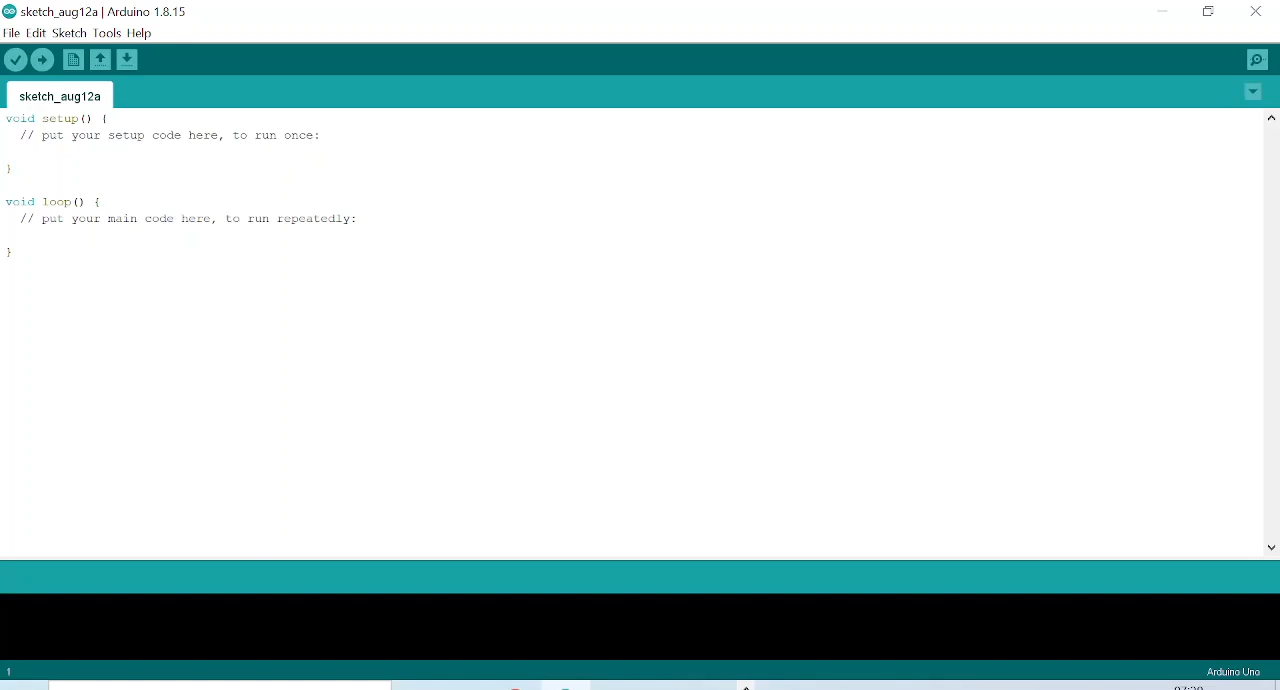 sketch_aug12a | Arduino 1.8.15
File Edit Sketch Tools Help
sketch_aug12a
void setup() {
// put your setup code here, to run once:
}
void loop() {
// put your main code here, to run repeatedly:
}
1
Arduino Uno